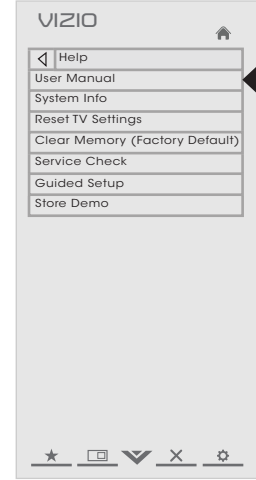 VIZIO
Help
User Manual
System Info
Reset TV Settings
Clear Memory (Factory Default)
Service Check
Guided Setup
Store Demo